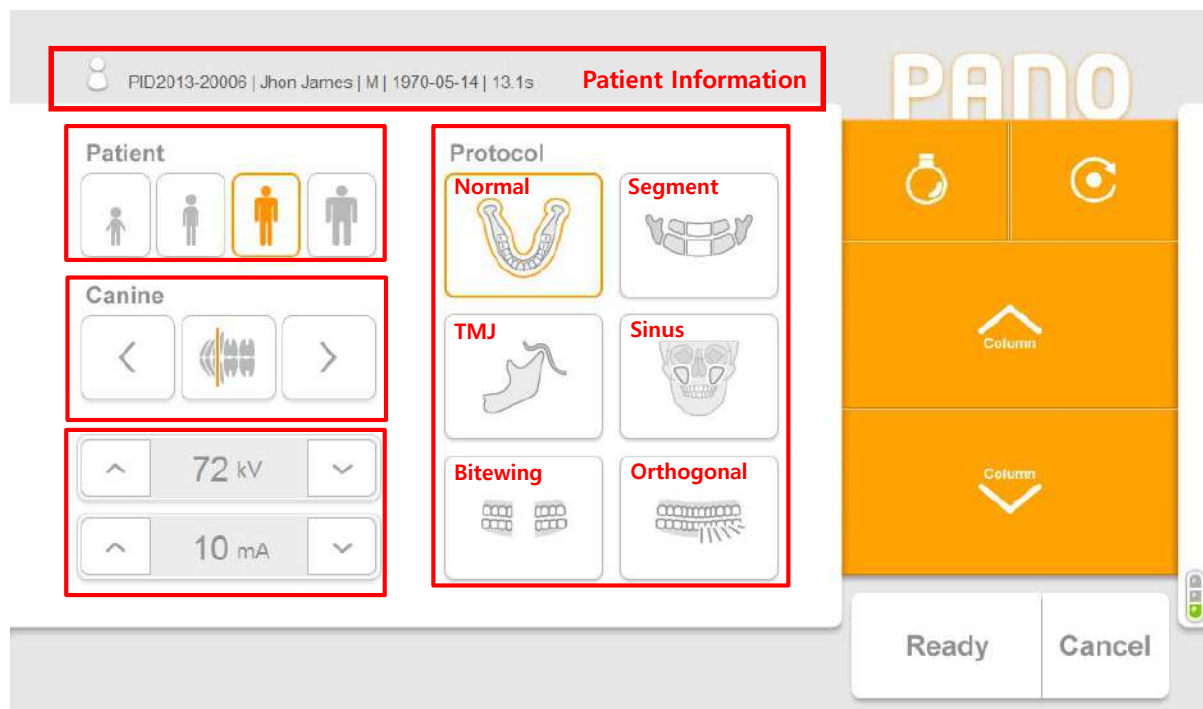 PID2013-20006 | Jhon James | M | 1970-05-14 | 13.1s
Patient Information
PANO
Patient
Protocol
Normal
Segment
Canine
TMJ
Sinus
Column
72 kV
Bitewing
Orthogonal
Column
10 mA
Ready
Cancel